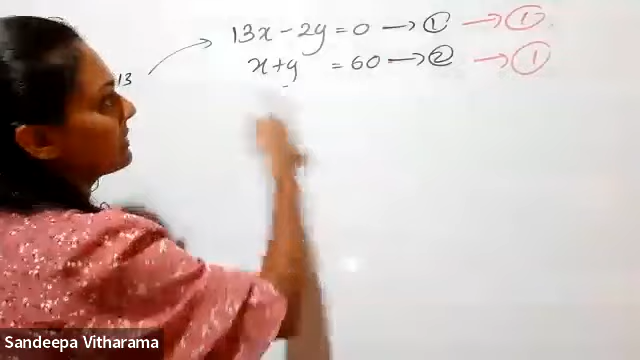 13x - 2y = 0 → ① → ①
x + y = 60 → ② → ①
13
Sandeepa Vitharama